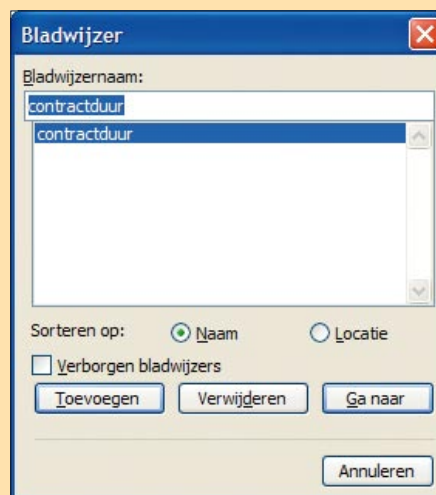 Bladwijzer
Bladwijzernaam:
contractduur
contractduur
Sorteren op: Naam Locatie
Verborgen bladwijzers
Toevoegen Verwijderen Ga naar
Annuleren